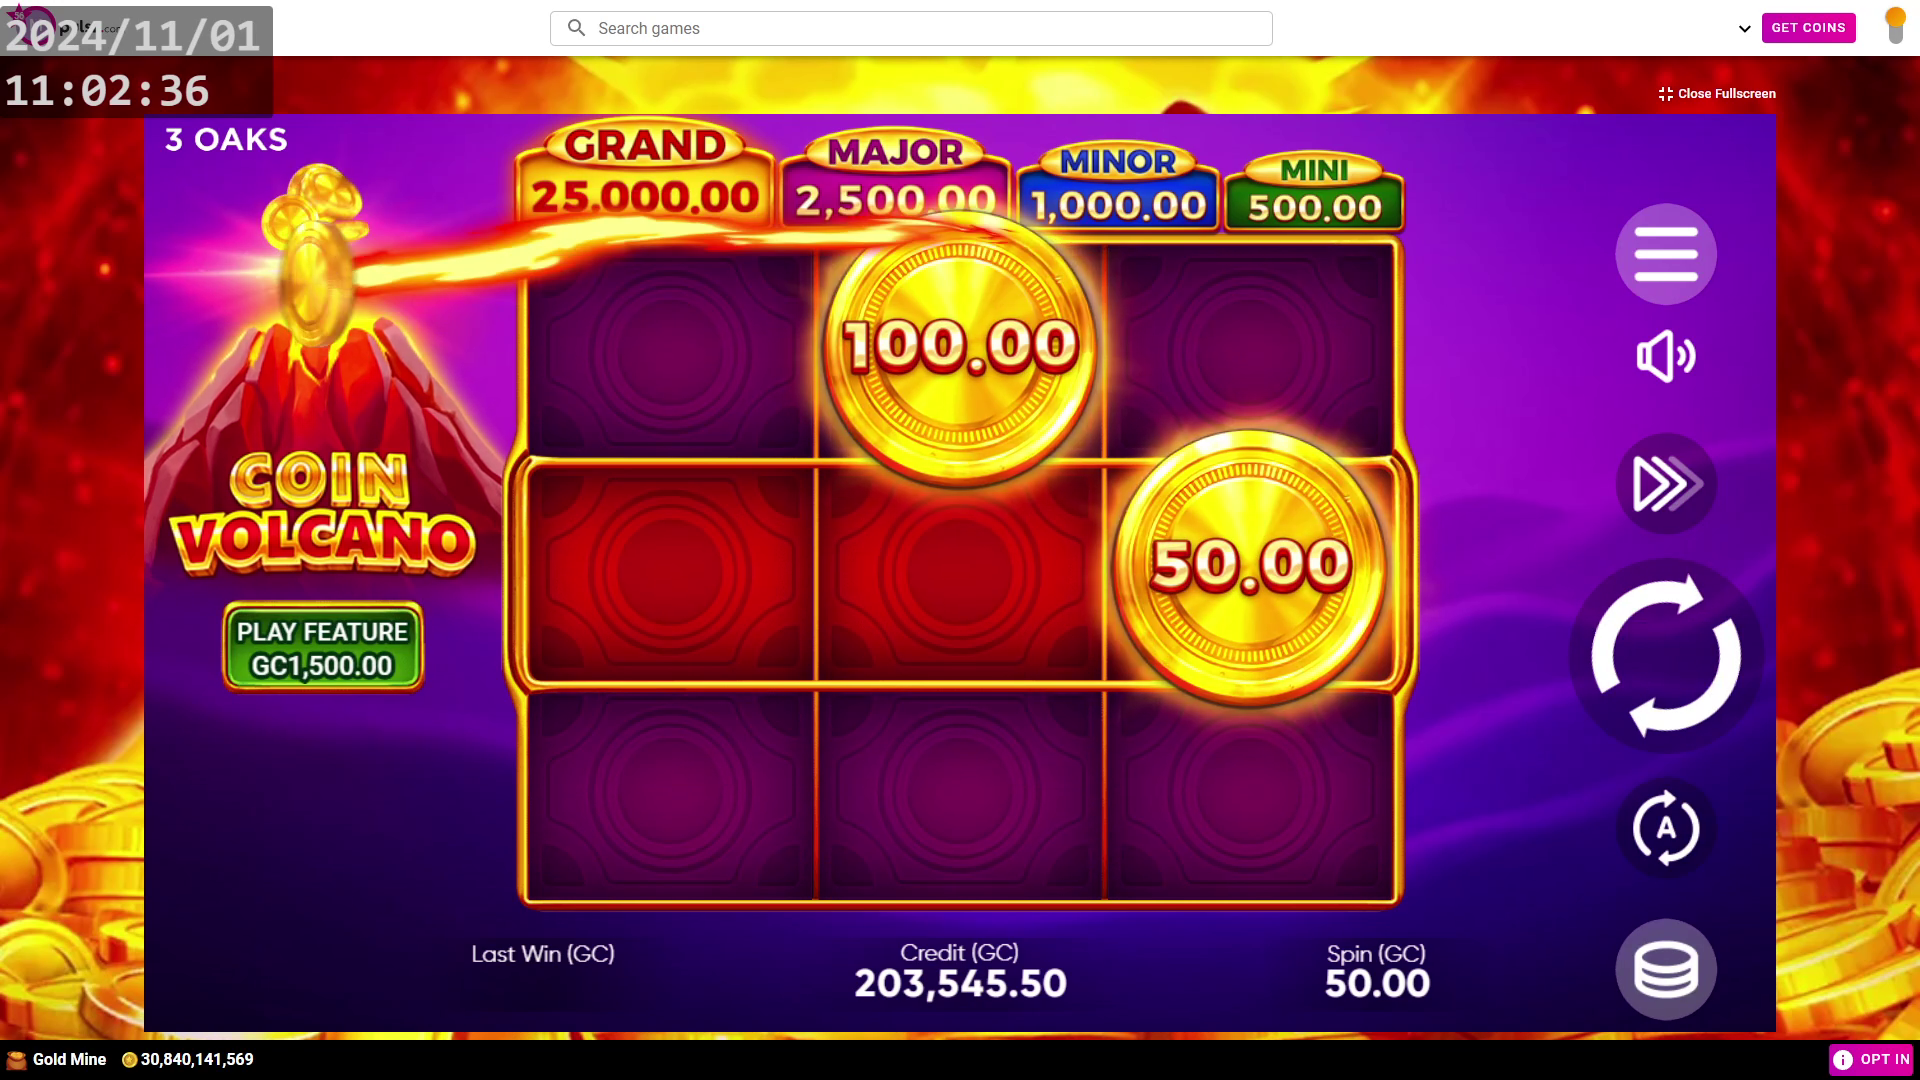 2024/11/01
11:02:36
Search games
GET COINS
Close Fullscreen
3 OAKS
GRAND
25,000.00
MAJOR
2,500.00
MINOR
1,000.00
MINI
500.00
100.00
50.00
COIN
VOLCANO
PLAY FEATURE
GC1,500.00
A
Last Win (GC)
Credit (GC)
203,545.50
Spin (GC)
50.00
Gold Mine
30,840,141,569
OPT IN